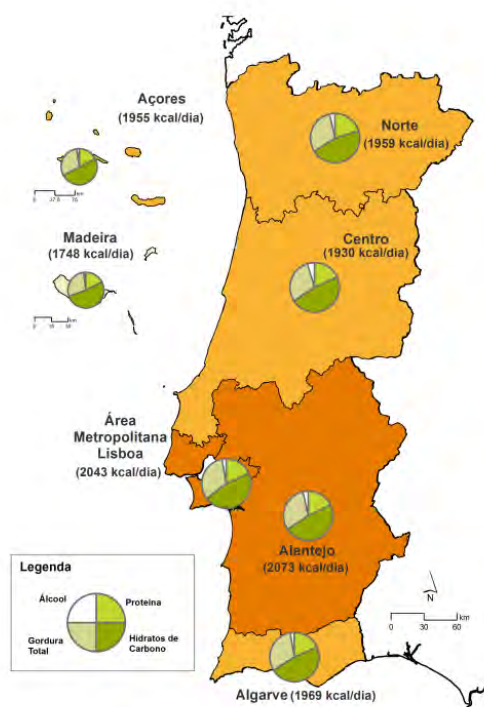 Açores
(1955 kcal/dia)
Norte
(1959 kcal/dia)
Madeira
(1748 kcal/dia)
Centro
(1930 kcal/dia)
Área
Metropolitana
Lisboa
(2043 kcal/dia)
Alentejo
(2073 kcal/dia)
Legenda
Álcool
Proteína
Gordura
Total
Hidratos de
Carbono
N
km
0 30 60
Algarve (1969 kcal/dia)